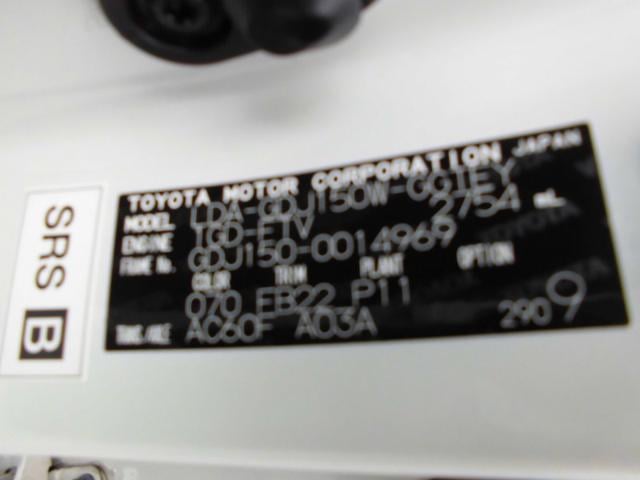 TOYOTA MOTOR CORPORATION JAPAN
MODEL LDA-GDJ150W-GGTEY
ENGINE 1GD-FTV 2754 mL
FRAME No. GDJ150-0014969
COLOR TRIM PLANT OPTION
070 FB22 P11
TRANS./AXLE AC60F A03A 2909
SRS B